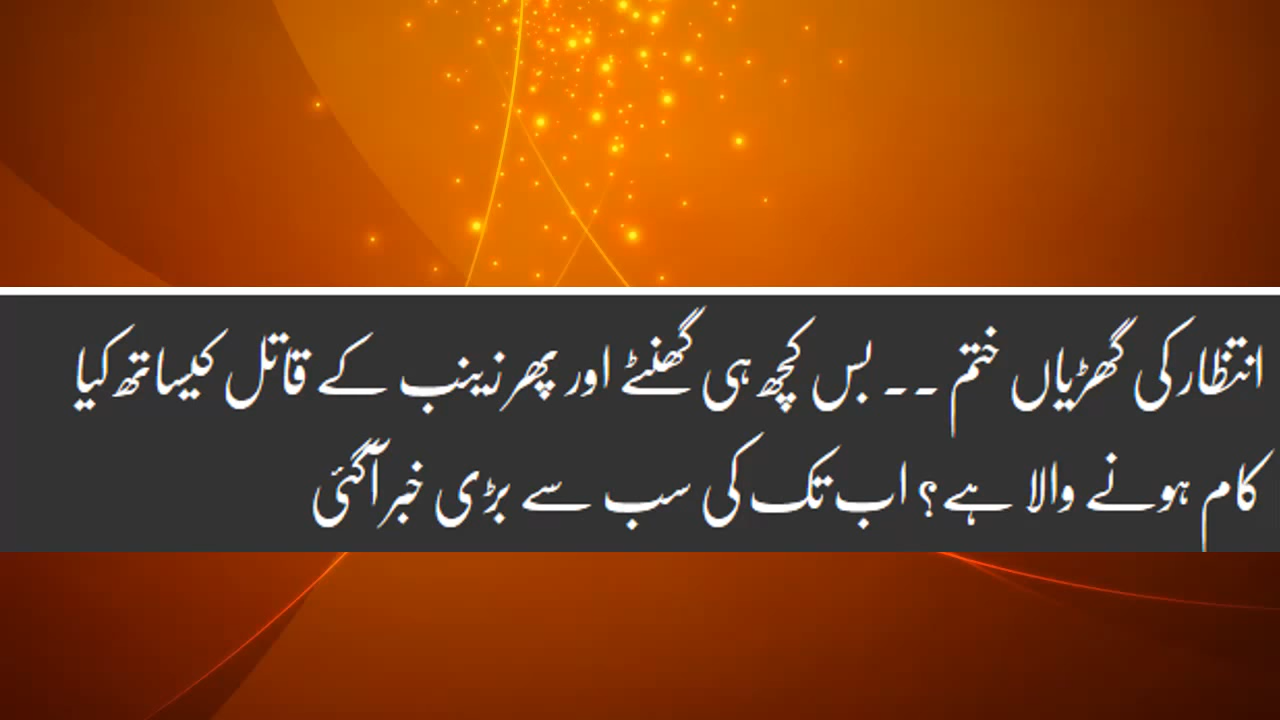 انتظار کی گھڑیاں ختم ۔۔ بس کچھ ہی گھنٹے اور پھر زینب کے قاتل کیساتھ کیا
کام ہونے والا ہے؟ اب تک کی سب سے بڑی خبر آگئی